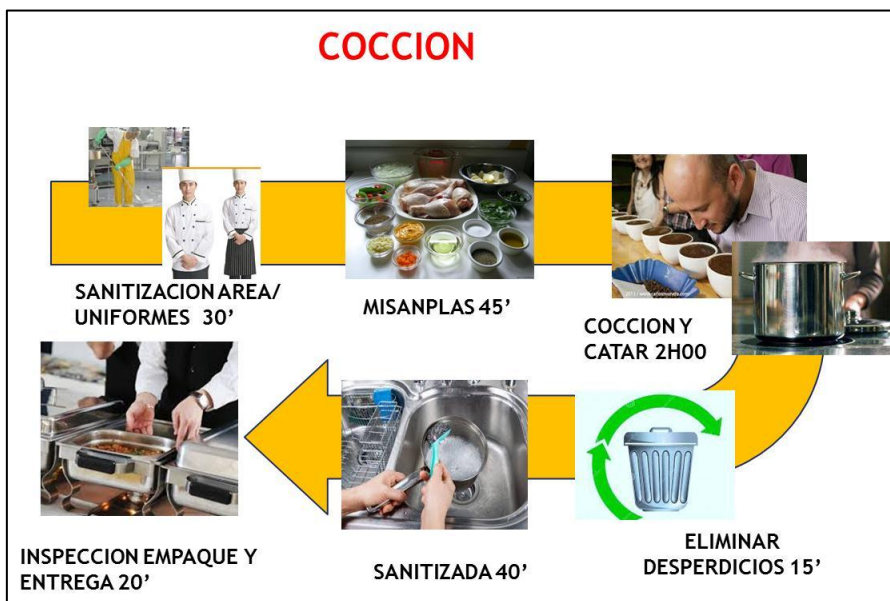 COCCION
SANITIZACION AREA/
UNIFORMES 30'
MISANPLAS 45'
COCCION Y
CATAR 2H00
ELIMINAR
DESPERDICIOS 15'
SANITIZADA 40'
INSPECCION EMPAQUE Y
ENTREGA 20'